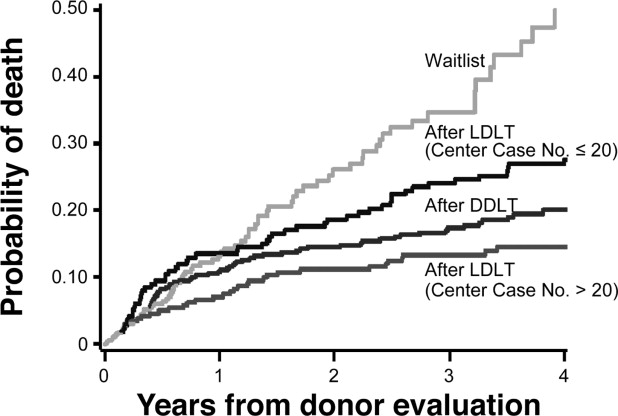 Probability of death
0.50
0.40
0.30
0.20
0.10
0
Waitlist
After LDLT
(Center Case No. ≤ 20)
After DDLT
After LDLT
(Center Case No. > 20)
0 1 2 3 4
Years from donor evaluation